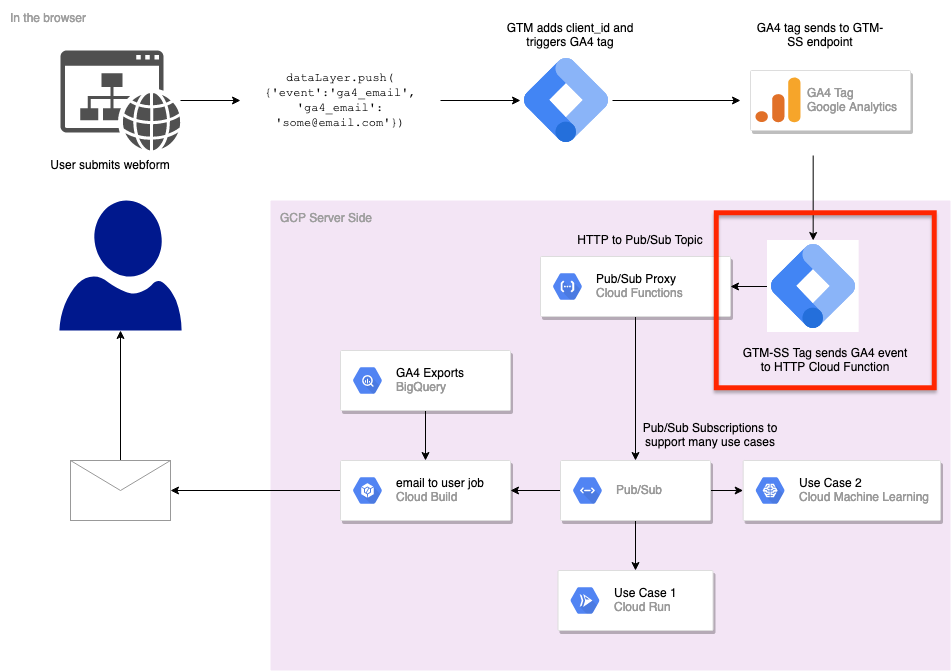 In the browser
GTM adds client_id and
triggers GA4 tag
GA4 tag sends to GTM-
SS endpoint
dataLayer.push(
{'event':'ga4_email',
'ga4_email':
'some@email.com'})
GA4 Tag
Google Analytics
User submits webform
GCP Server Side
HTTP to Pub/Sub Topic
Pub/Sub Proxy
Cloud Functions
GTM-SS Tag sends GA4 event
to HTTP Cloud Function
GA4 Exports
BigQuery
Pub/Sub Subscriptions to
support many use cases
email to user job
Cloud Build
Pub/Sub
Use Case 2
Cloud Machine Learning
Use Case 1
Cloud Run